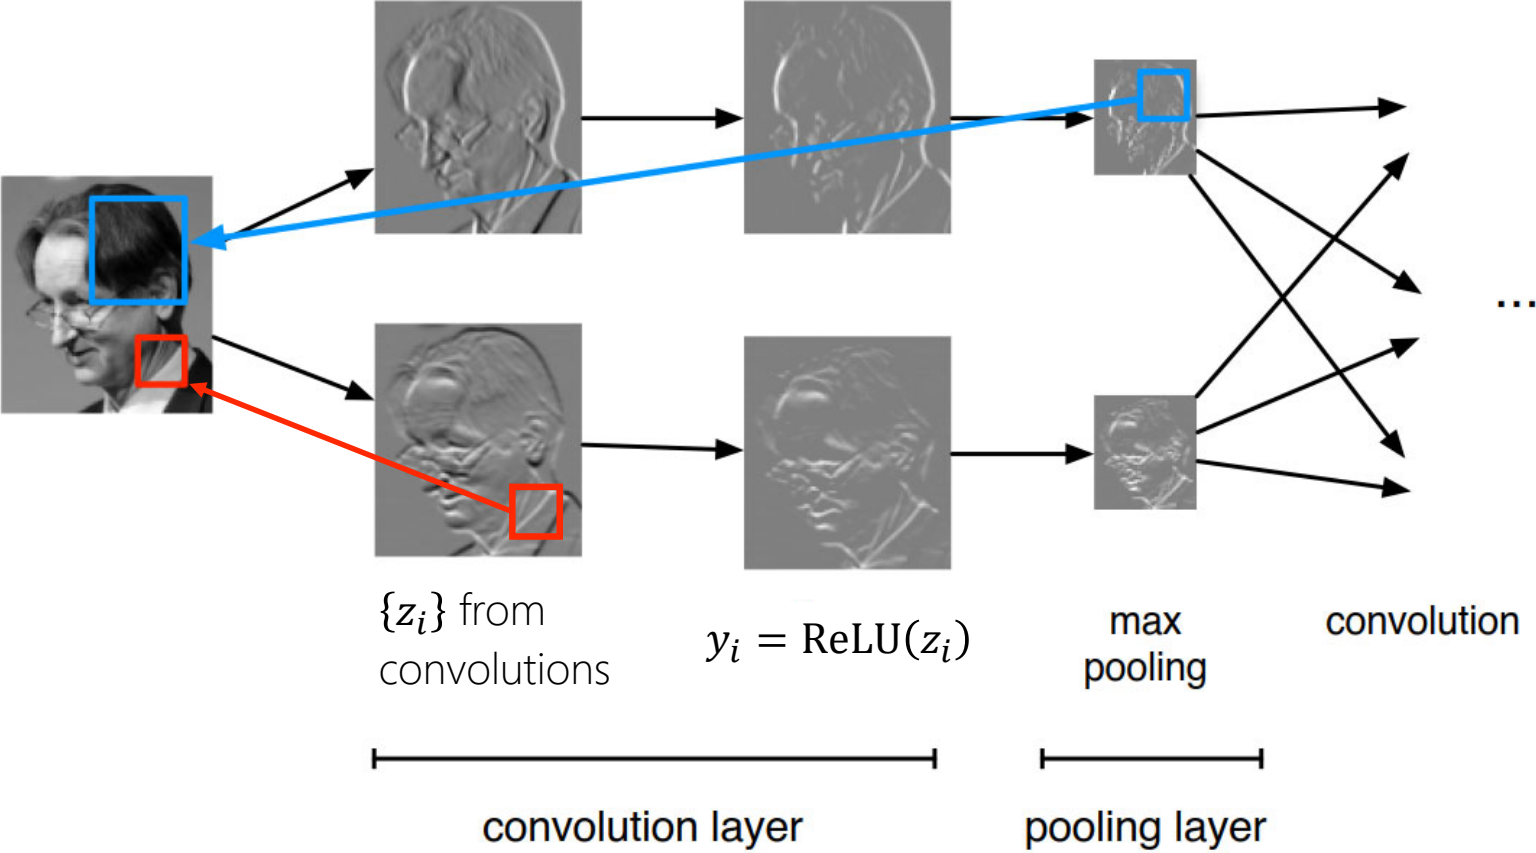 ...
{z_i} from
convolutions
y_i = ReLU(z_i)
max
pooling
convolution
convolution layer
pooling layer